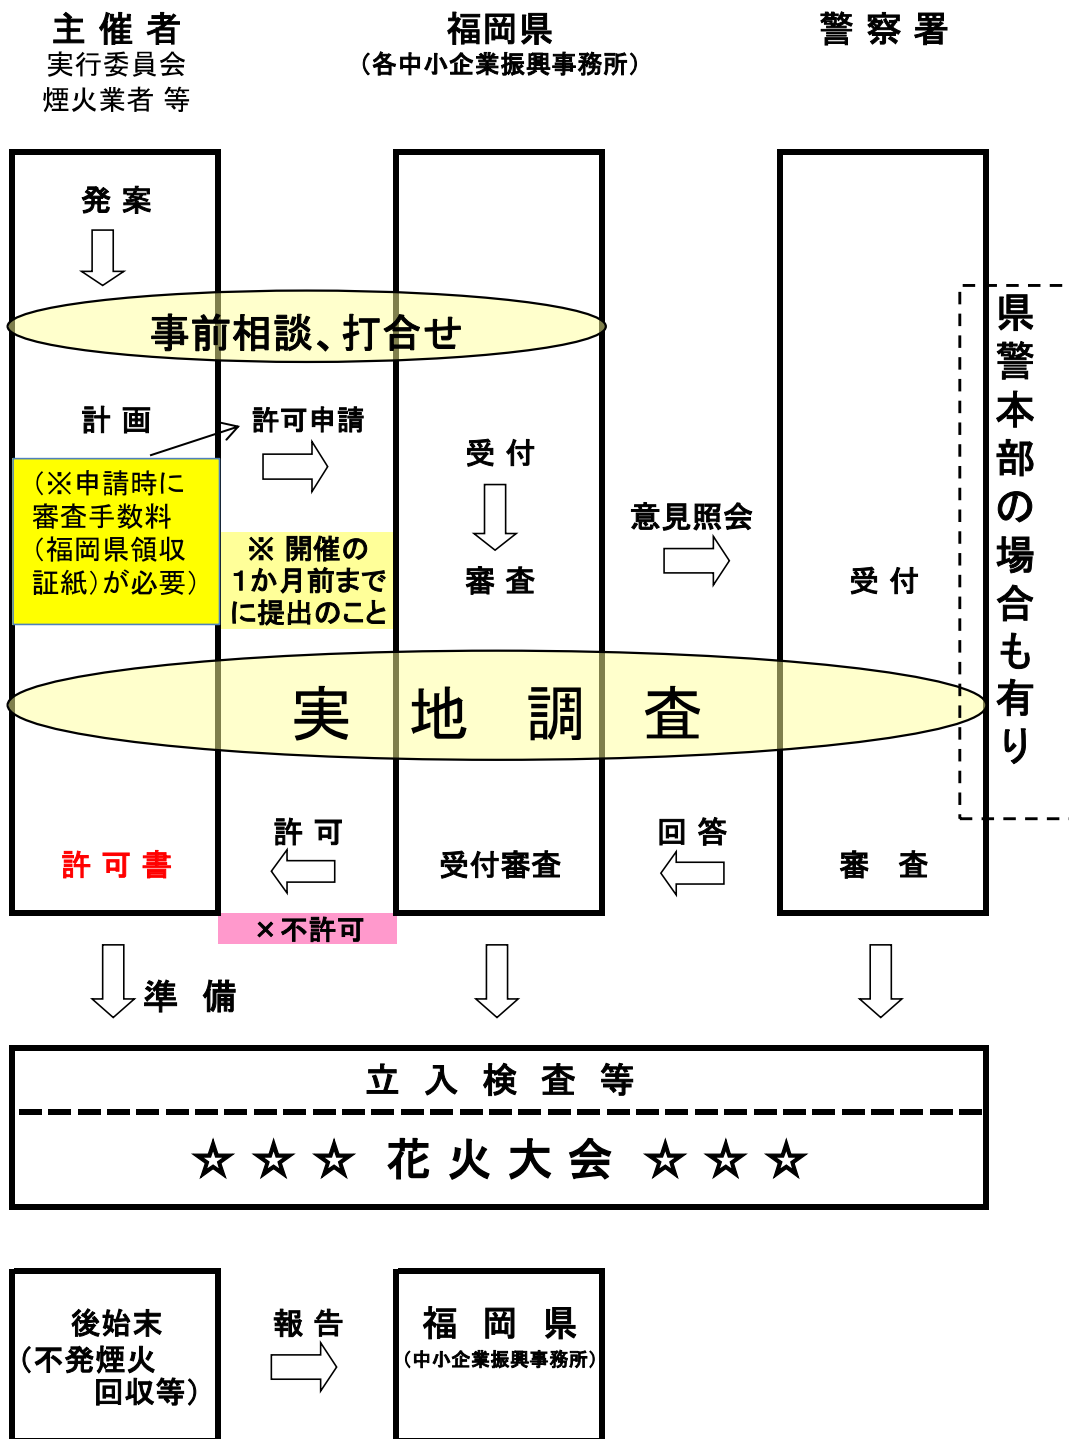 主 催 者
実行委員会
煙火業者 等
福岡県
（各中小企業振興事務所）
警 察 署
発 案
事前相談、打合せ
計 画
許可申請
（※申請時に
審査手数料
（福岡県領収
証紙）が必要）
※ 開催の
１か月前まで
に提出のこと
受 付
審 査
意見照会
受 付
県警本部の場合も有り
実 地 調 査
許 可 書
許 可
×不許可
受付審査
回 答
審 査
準 備
立 入 検 査 等
☆ ☆ ☆ 花 火 大 会 ☆ ☆ ☆
後始末
（不発煙火
回収等）
報 告
福 岡 県
（中小企業振興事務所）